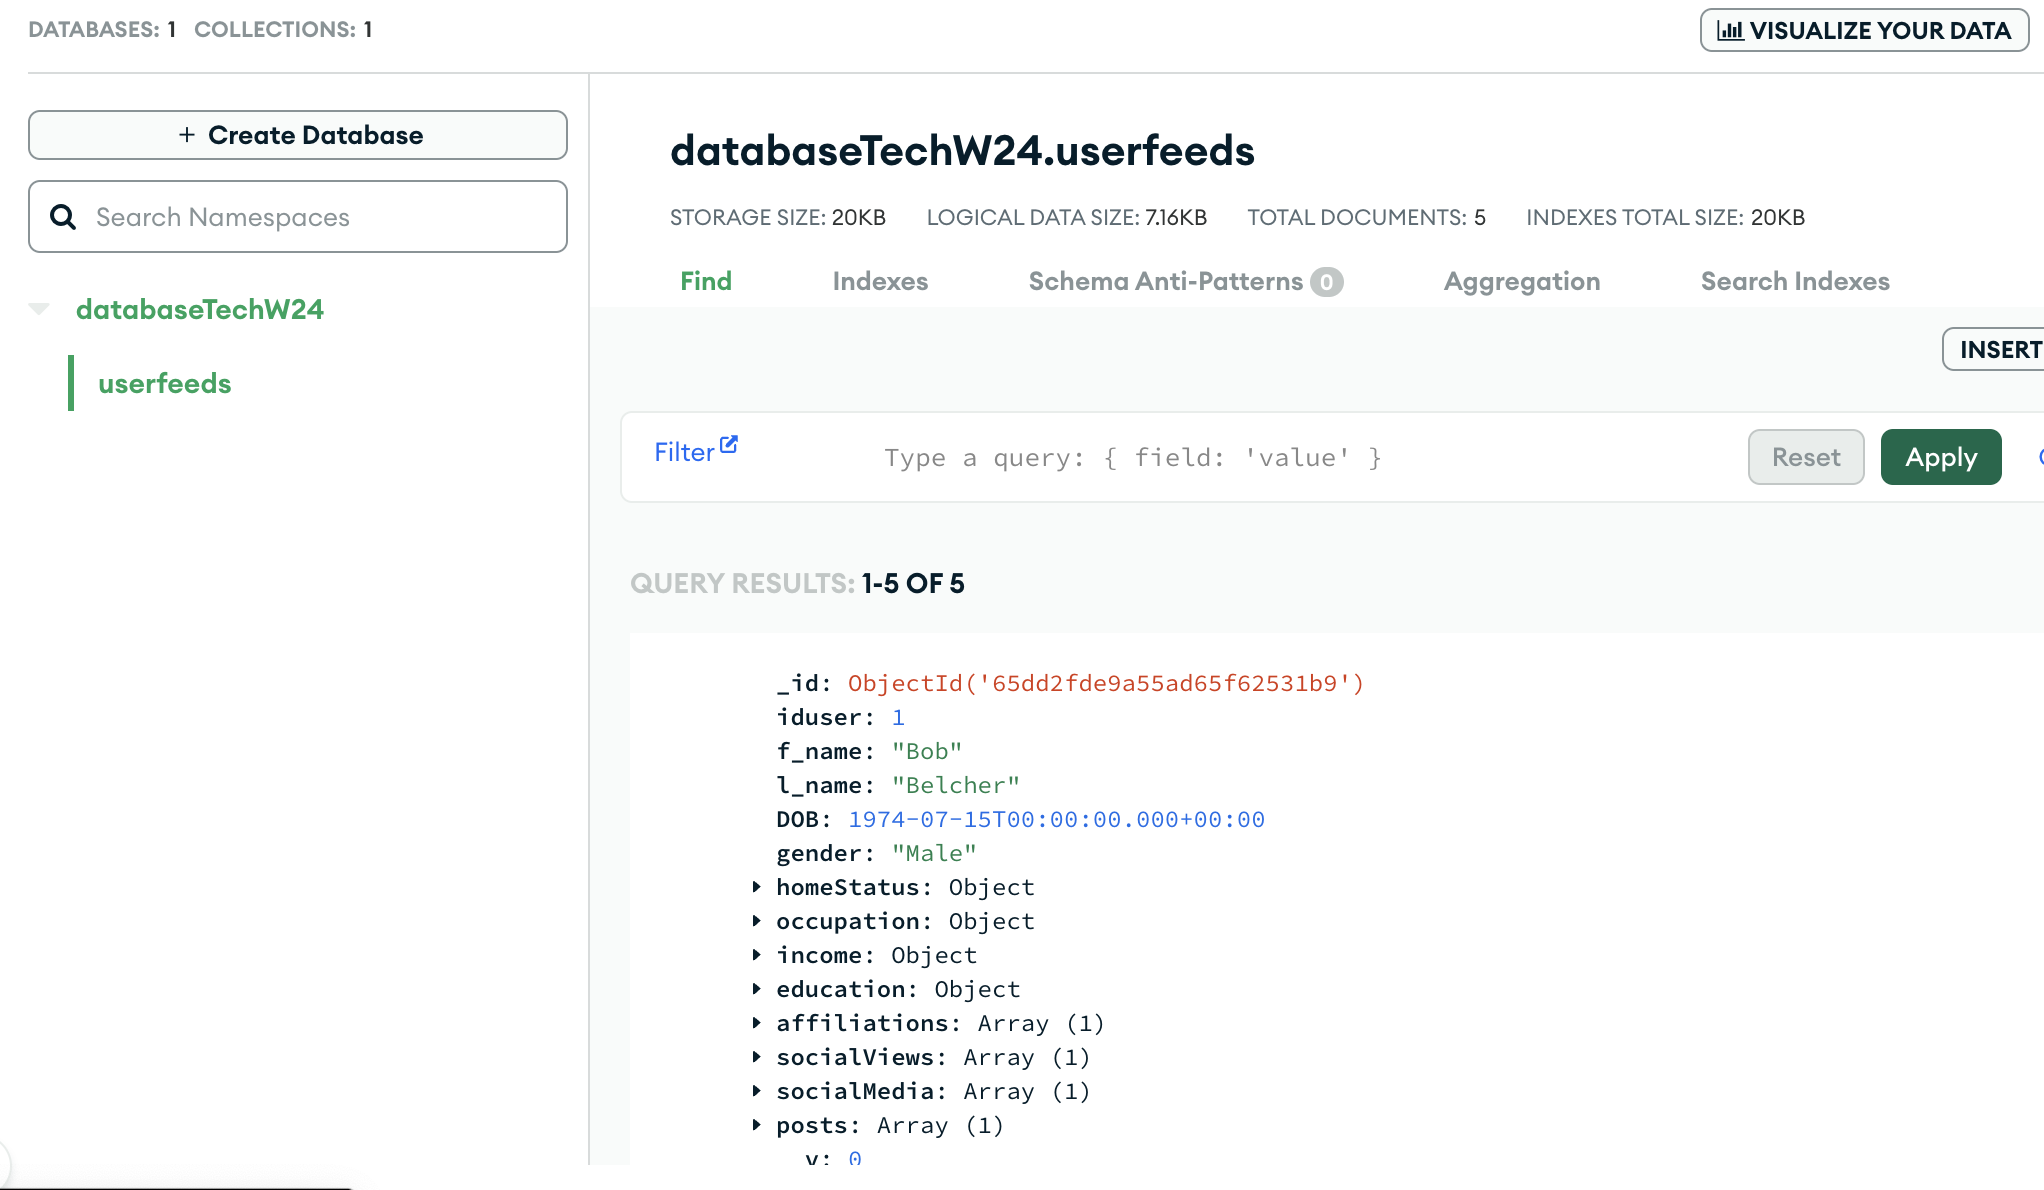 DATABASES: 1 COLLECTIONS: 1
VISUALIZE YOUR DATA
+ Create Database
Search Namespaces
databaseTechW24
userfeeds
databaseTechW24.userfeeds
STORAGE SIZE: 20KB LOGICAL DATA SIZE: 7.16KB TOTAL DOCUMENTS: 5 INDEXES TOTAL SIZE: 20KB
Find Indexes Schema Anti-Patterns 0 Aggregation Search Indexes
INSERT
Filter Type a query: { field: 'value' } Reset Apply
QUERY RESULTS: 1-5 OF 5
_id: ObjectId('65dd2fde9a55ad65f62531b9')
iduser: 1
f_name: "Bob"
l_name: "Belcher"
DOB: 1974-07-15T00:00:00.000+00:00
gender: "Male"
homeStatus: Object
occupation: Object
income: Object
education: Object
affiliations: Array (1)
socialViews: Array (1)
socialMedia: Array (1)
posts: Array (1)
v: 0